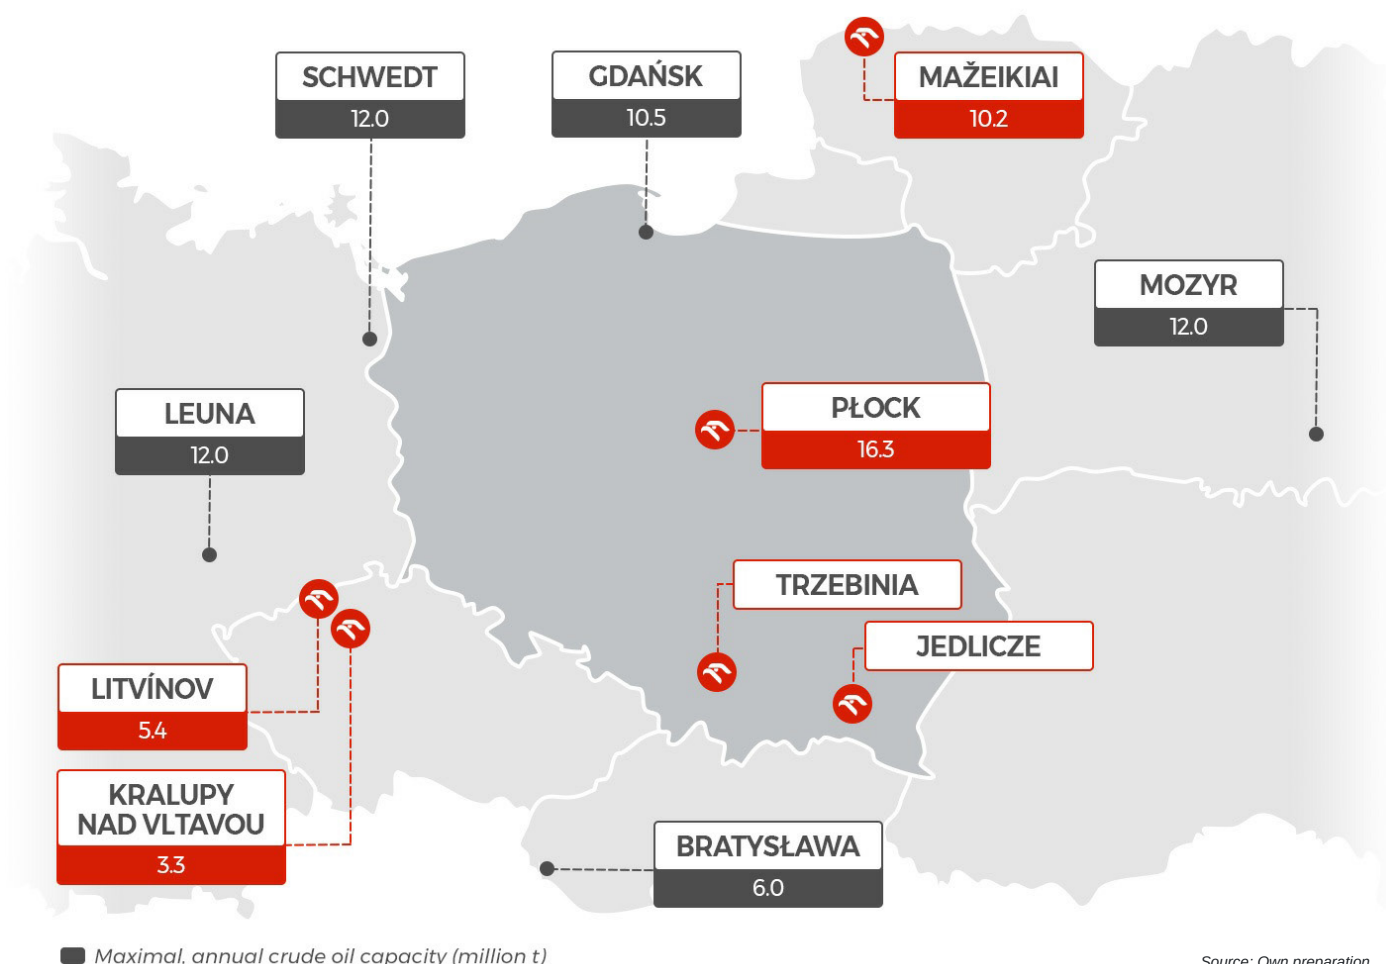 SCHWEDT
12.0
GDAŃSK
10.5
MAŽEIKIAI
10.2
MOZYR
12.0
LEUNA
12.0
PŁOCK
16.3
TRZEBINIA
JEDLICZE
LITVÍNOV
5.4
KRALUPY
NAD VLTAVOU
3.3
BRATYSŁAWA
6.0
Maximal, annual crude oil capacity (million t)
Source: Own preparation